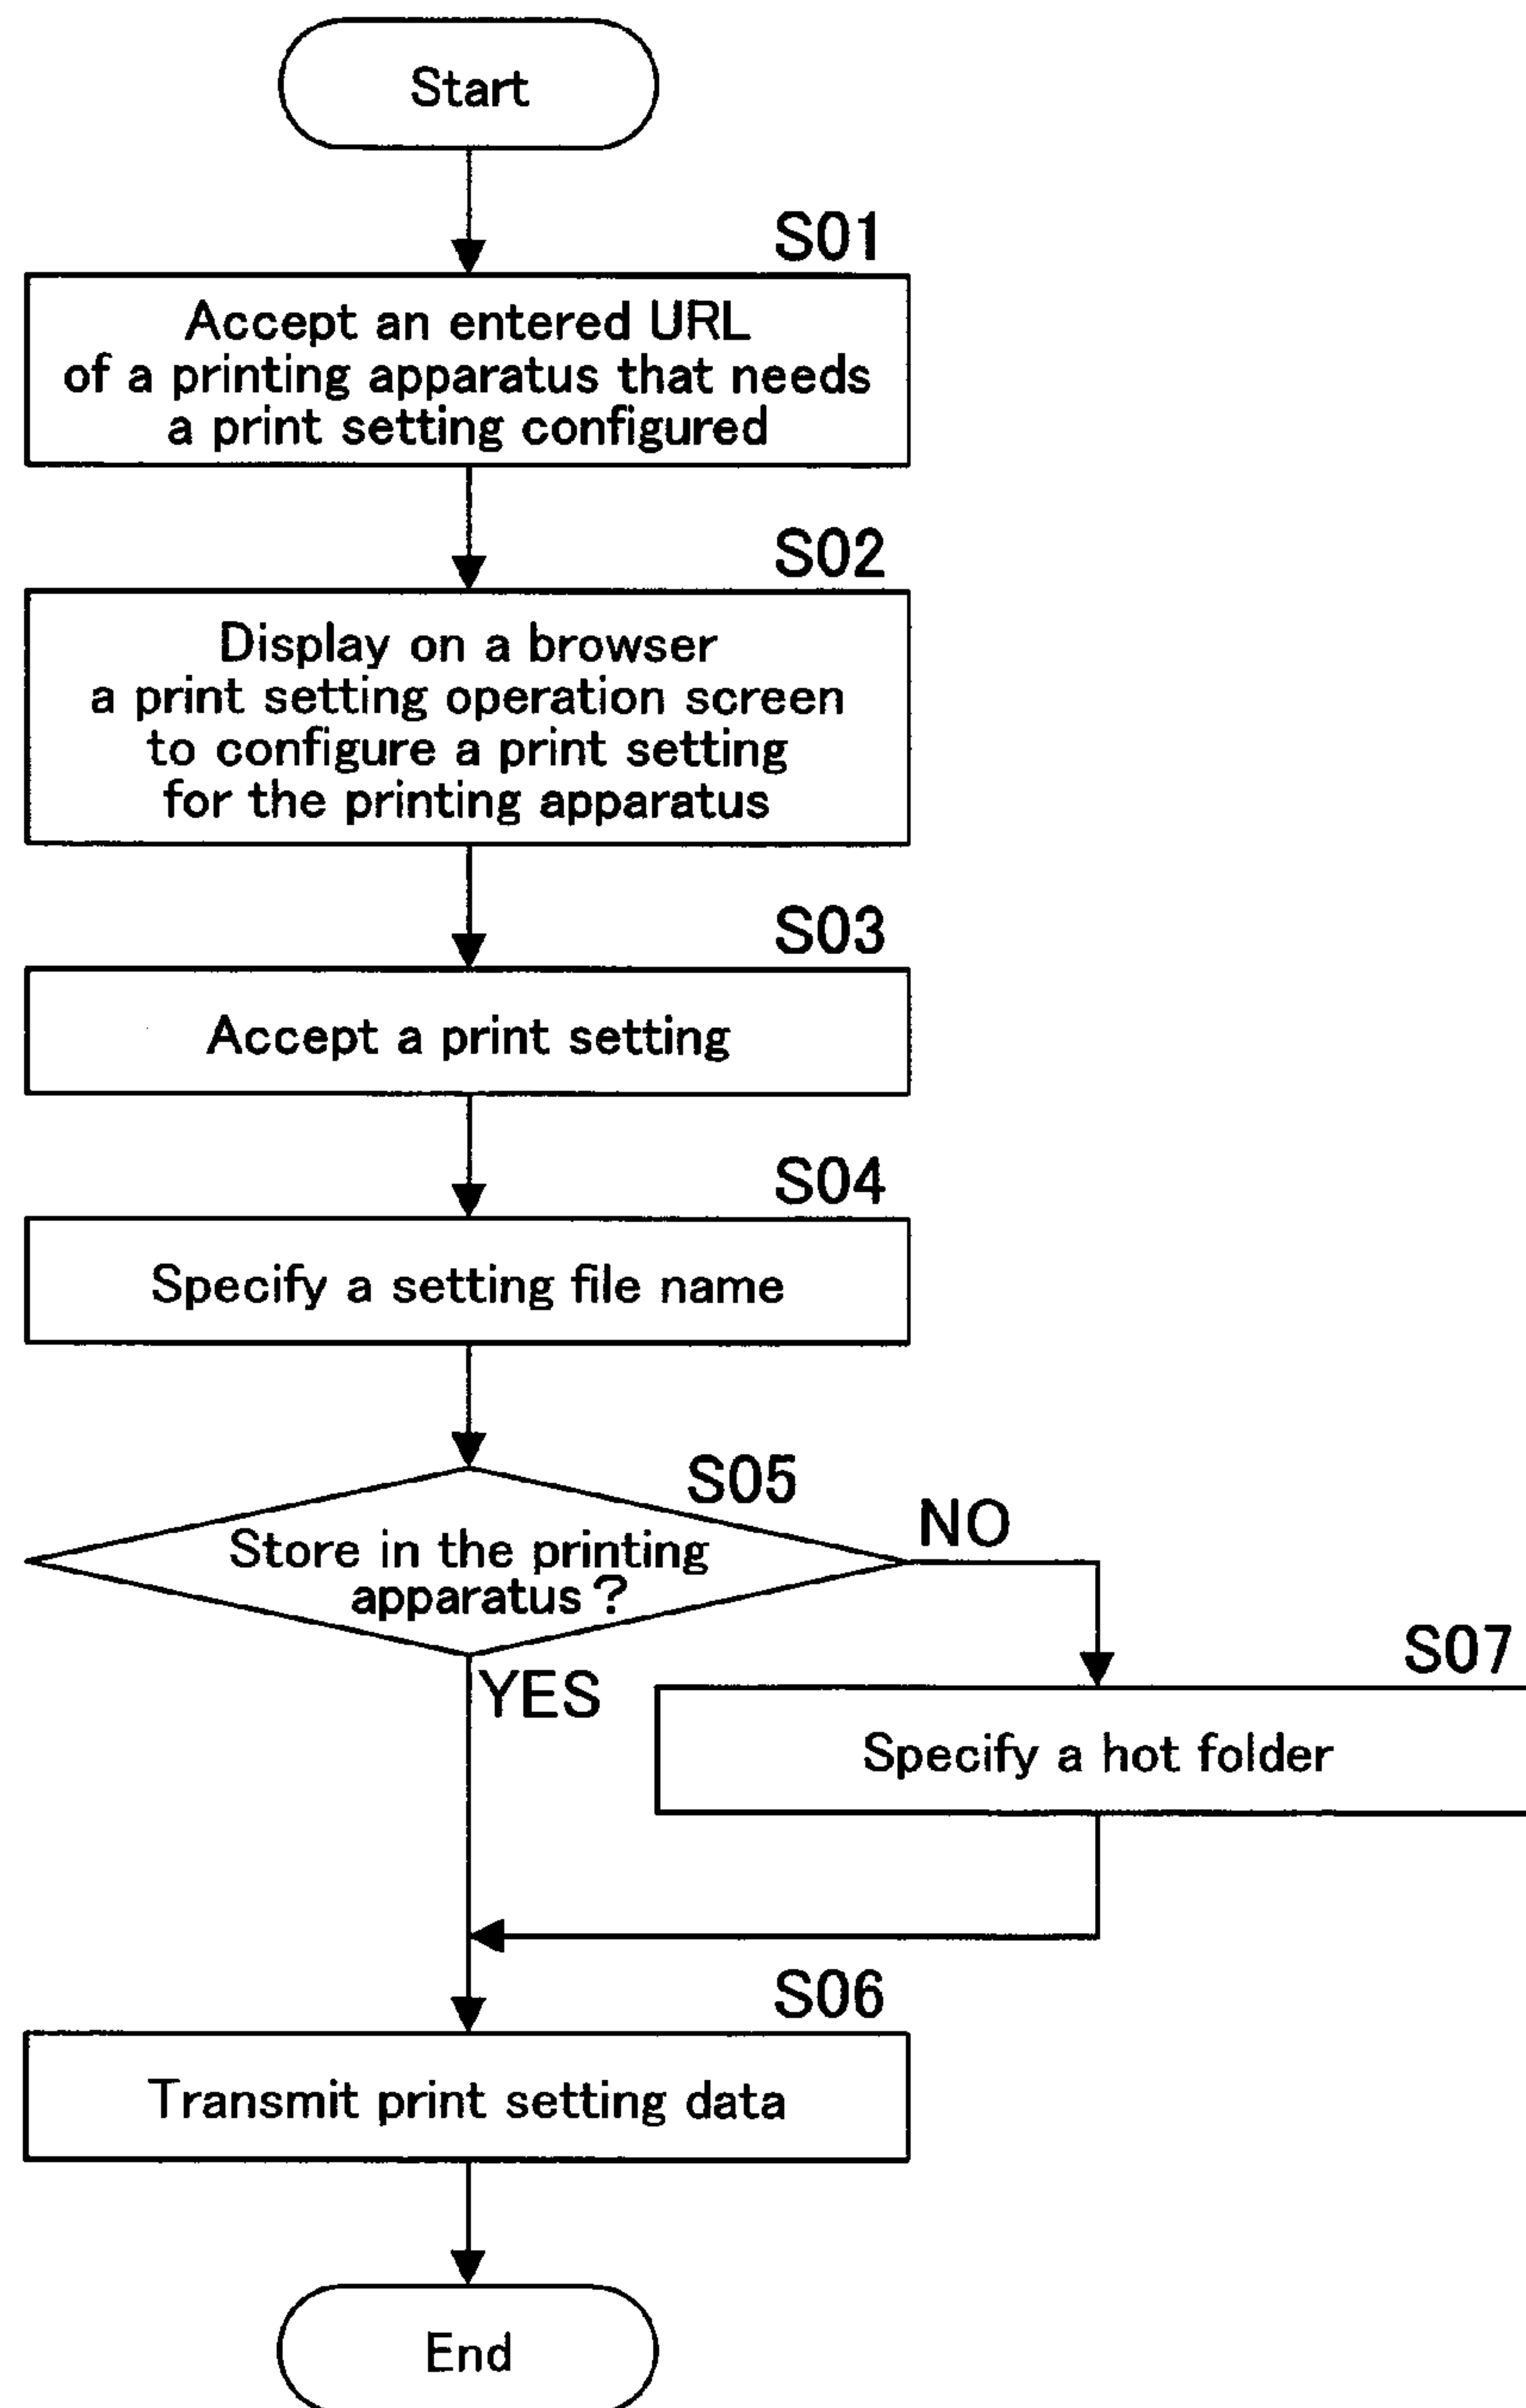 Start
S01
Accept an entered URL
of a printing apparatus that needs
a print setting configured
S02
Display on a browser
a print setting operation screen
to configure a print setting
for the printing apparatus
S03
Accept a print setting
S04
Specify a setting file name
S05
Store in the printing
apparatus?
NO
YES
S07
Specify a hot folder
S06
Transmit print setting data
End